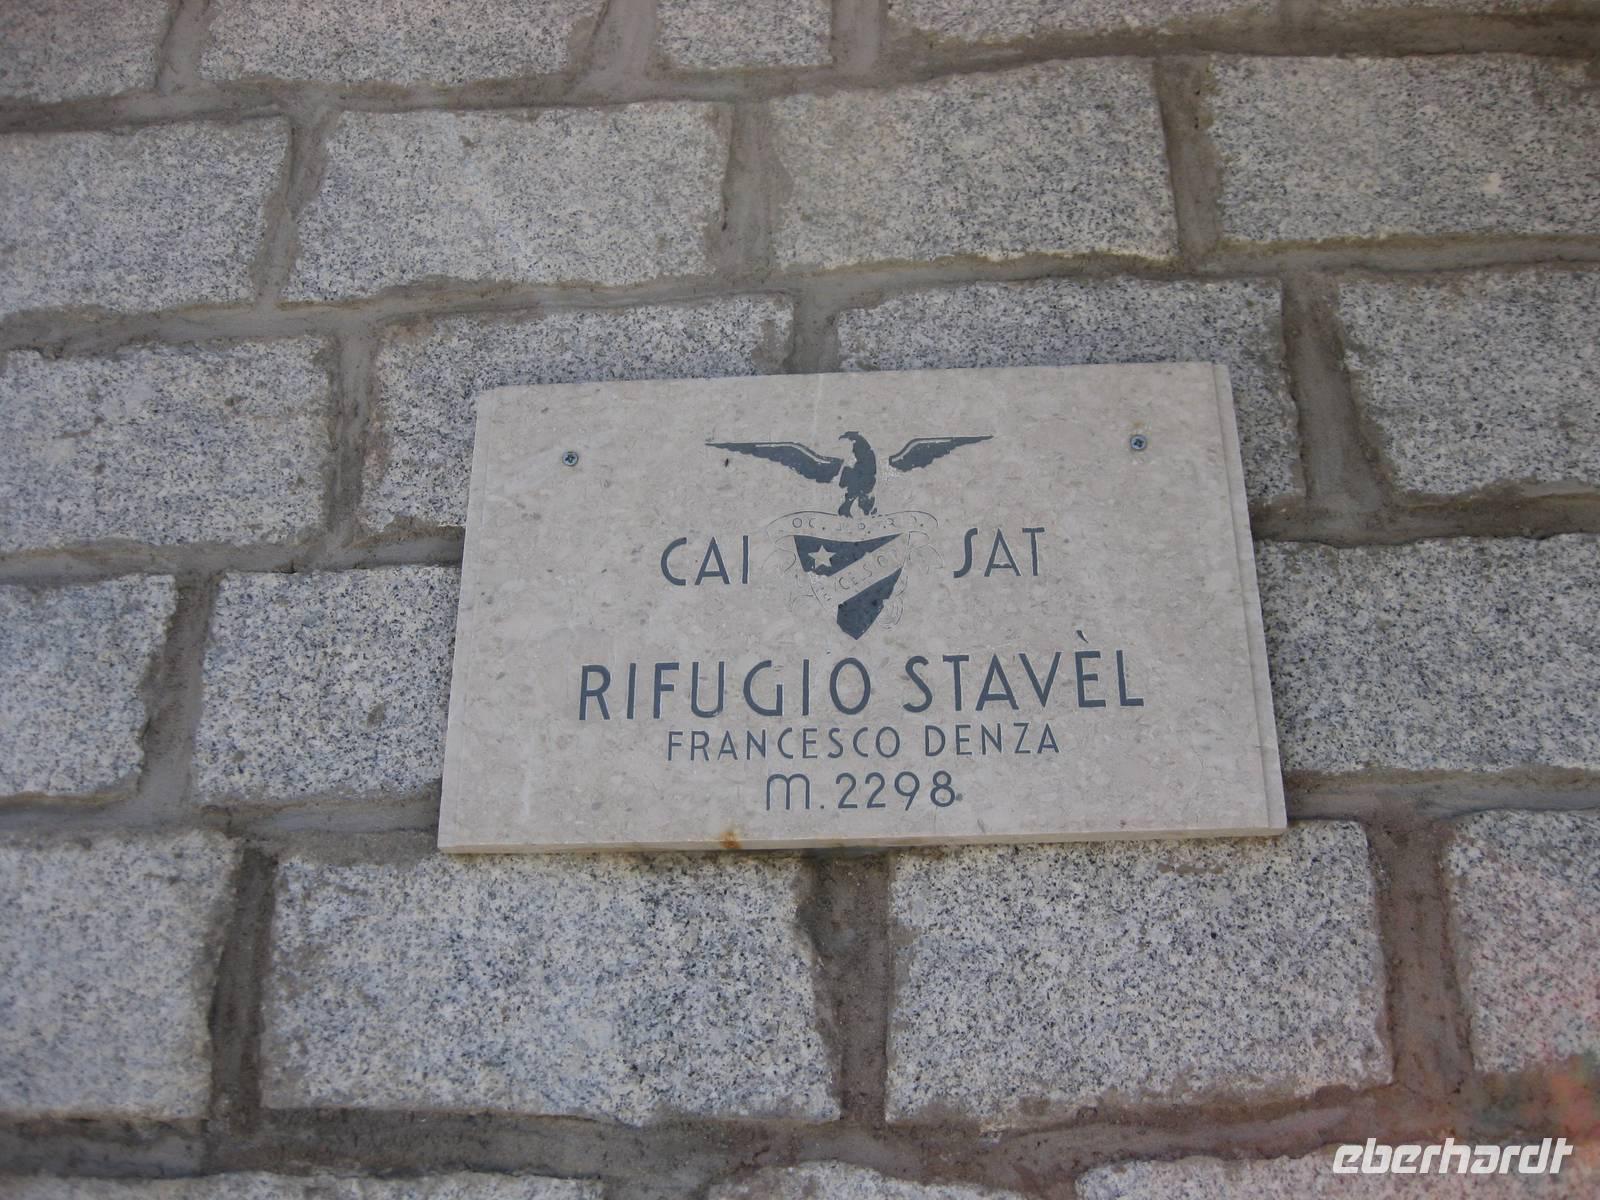 CAI SAT
RIFUGIO STAVÈL
FRANCESCO DENZA
m. 2298
eberhardt